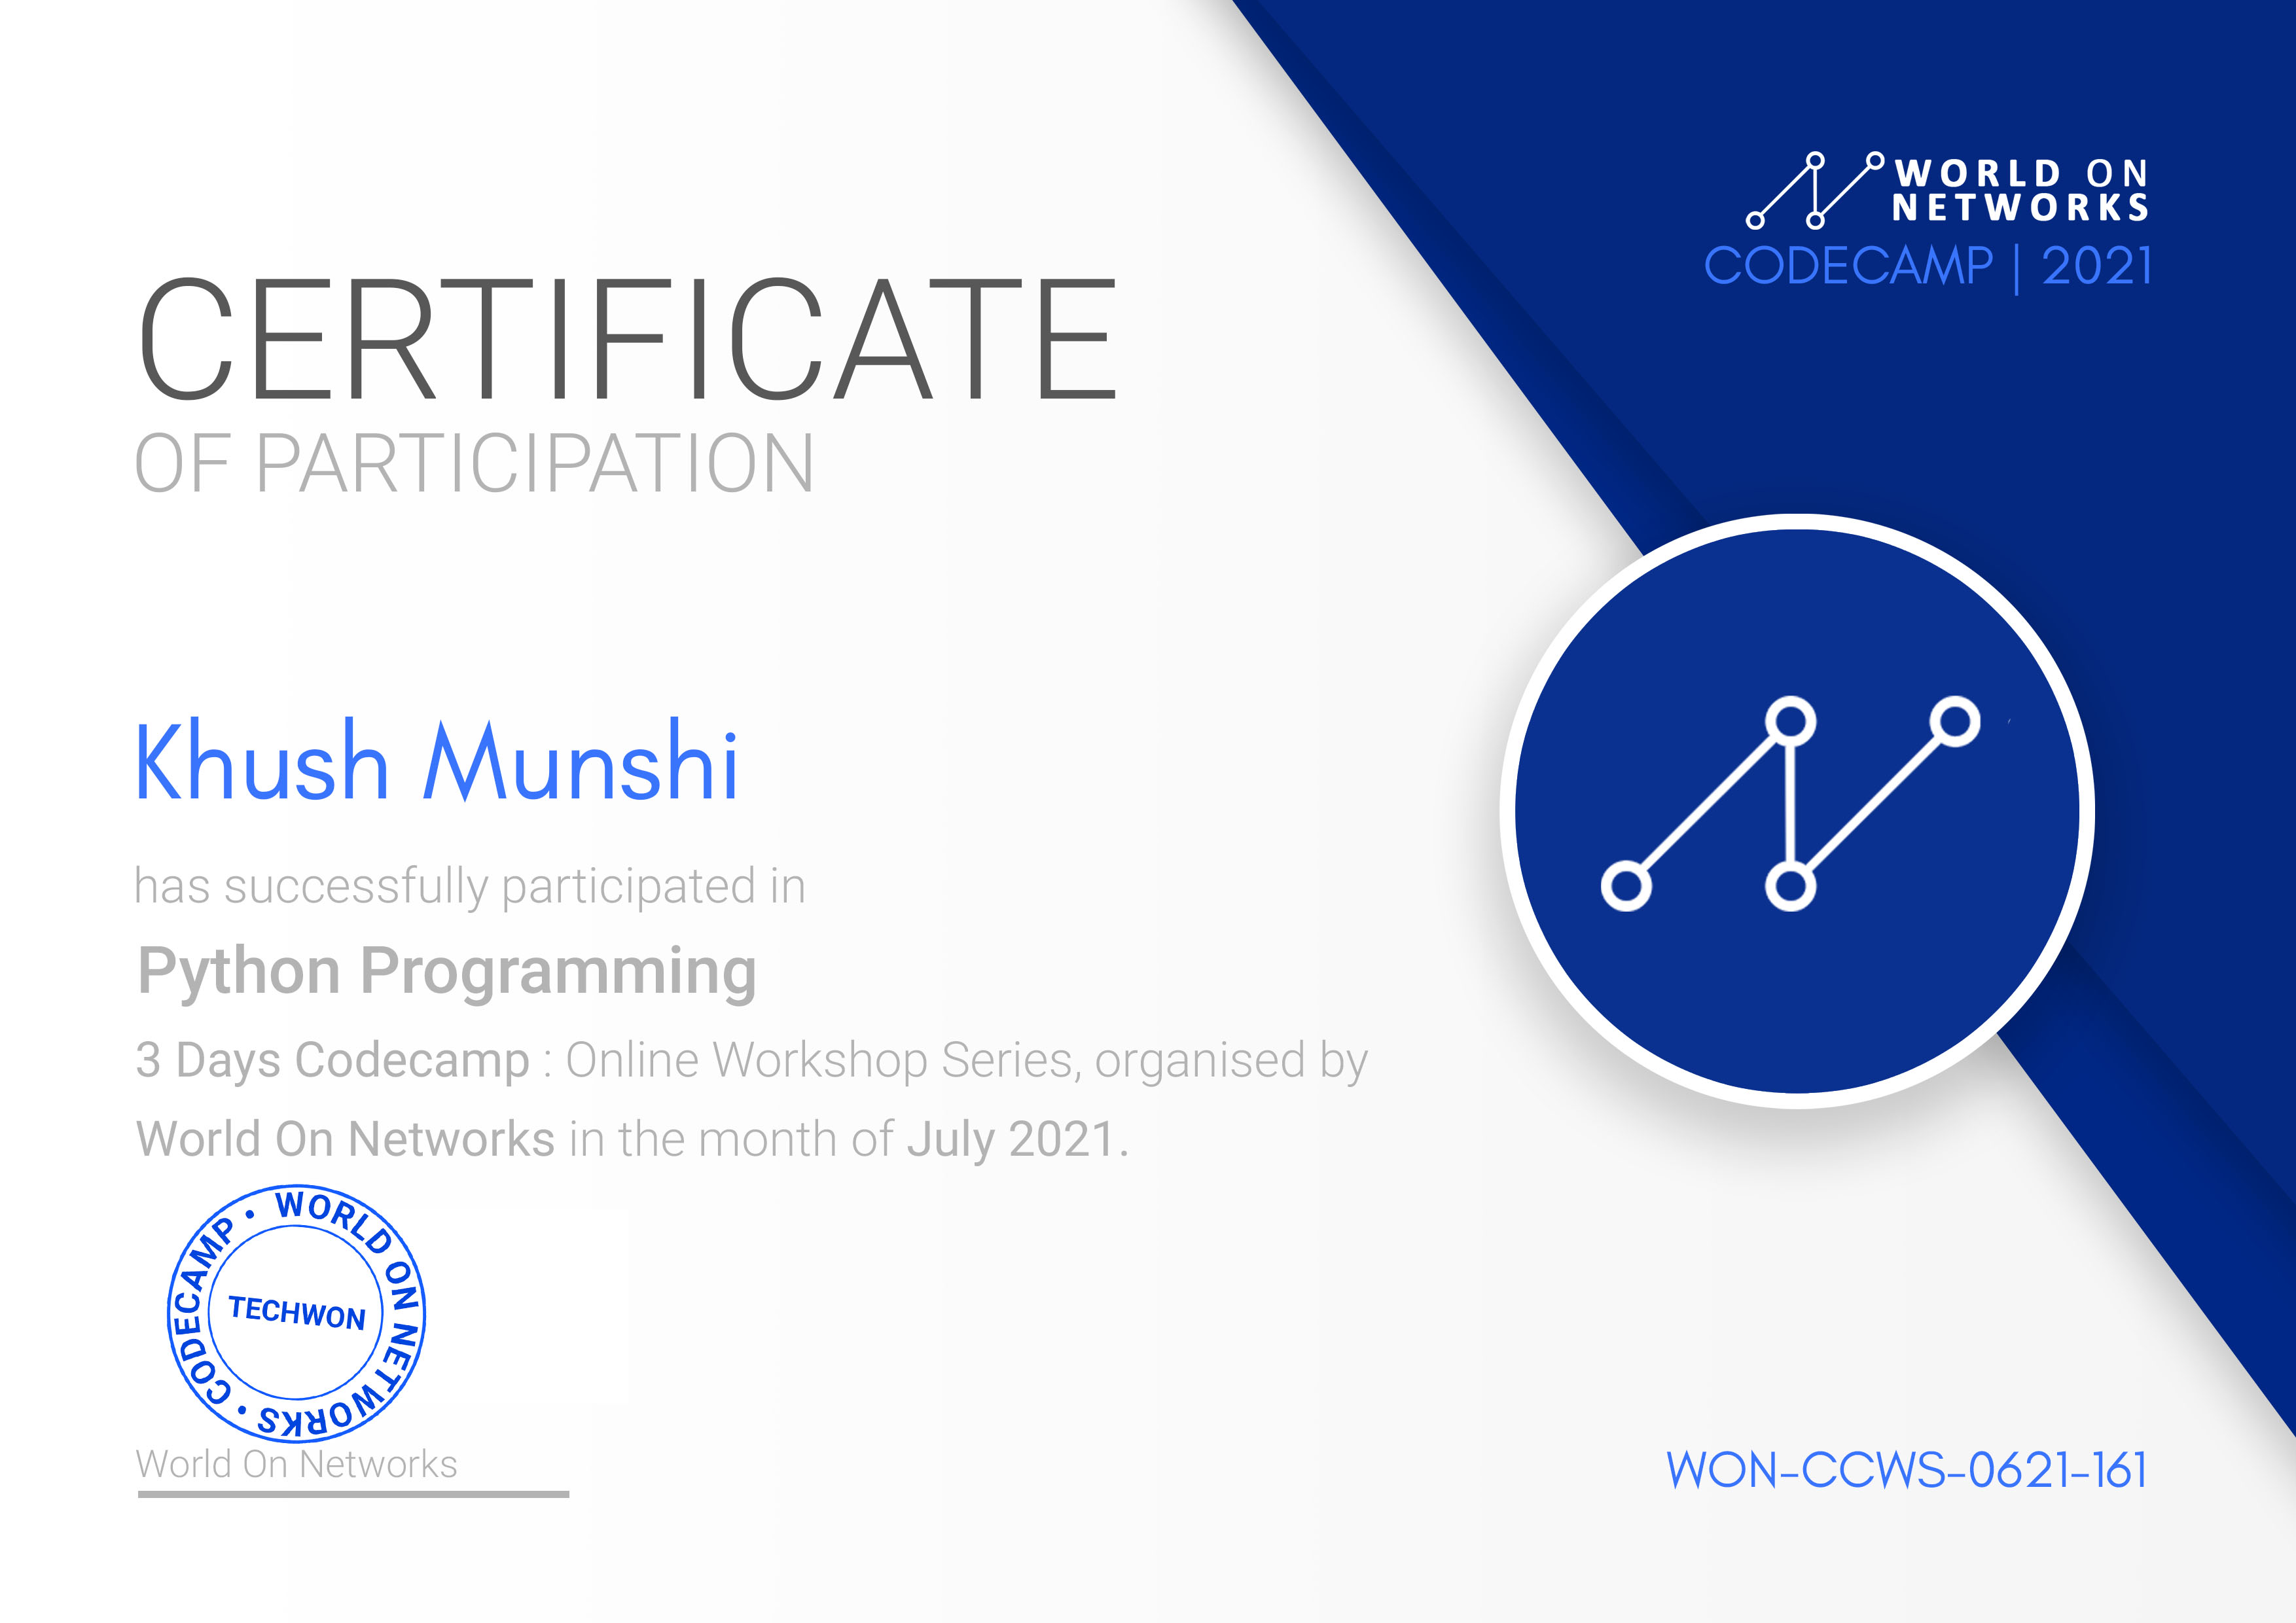 WORLD ON
NETWORKS
CODECAMP | 2021
CERTIFICATE
OF PARTICIPATION
Khush Munshi
has successfully participated in
Python Programming
3 Days Codecamp : Online Workshop Series, organised by
World On Networks in the month of July 2021.
WORLD ON NETWORKS • CODECAMP •
TECHWON
World On Networks
WON-CCWS-0621-161